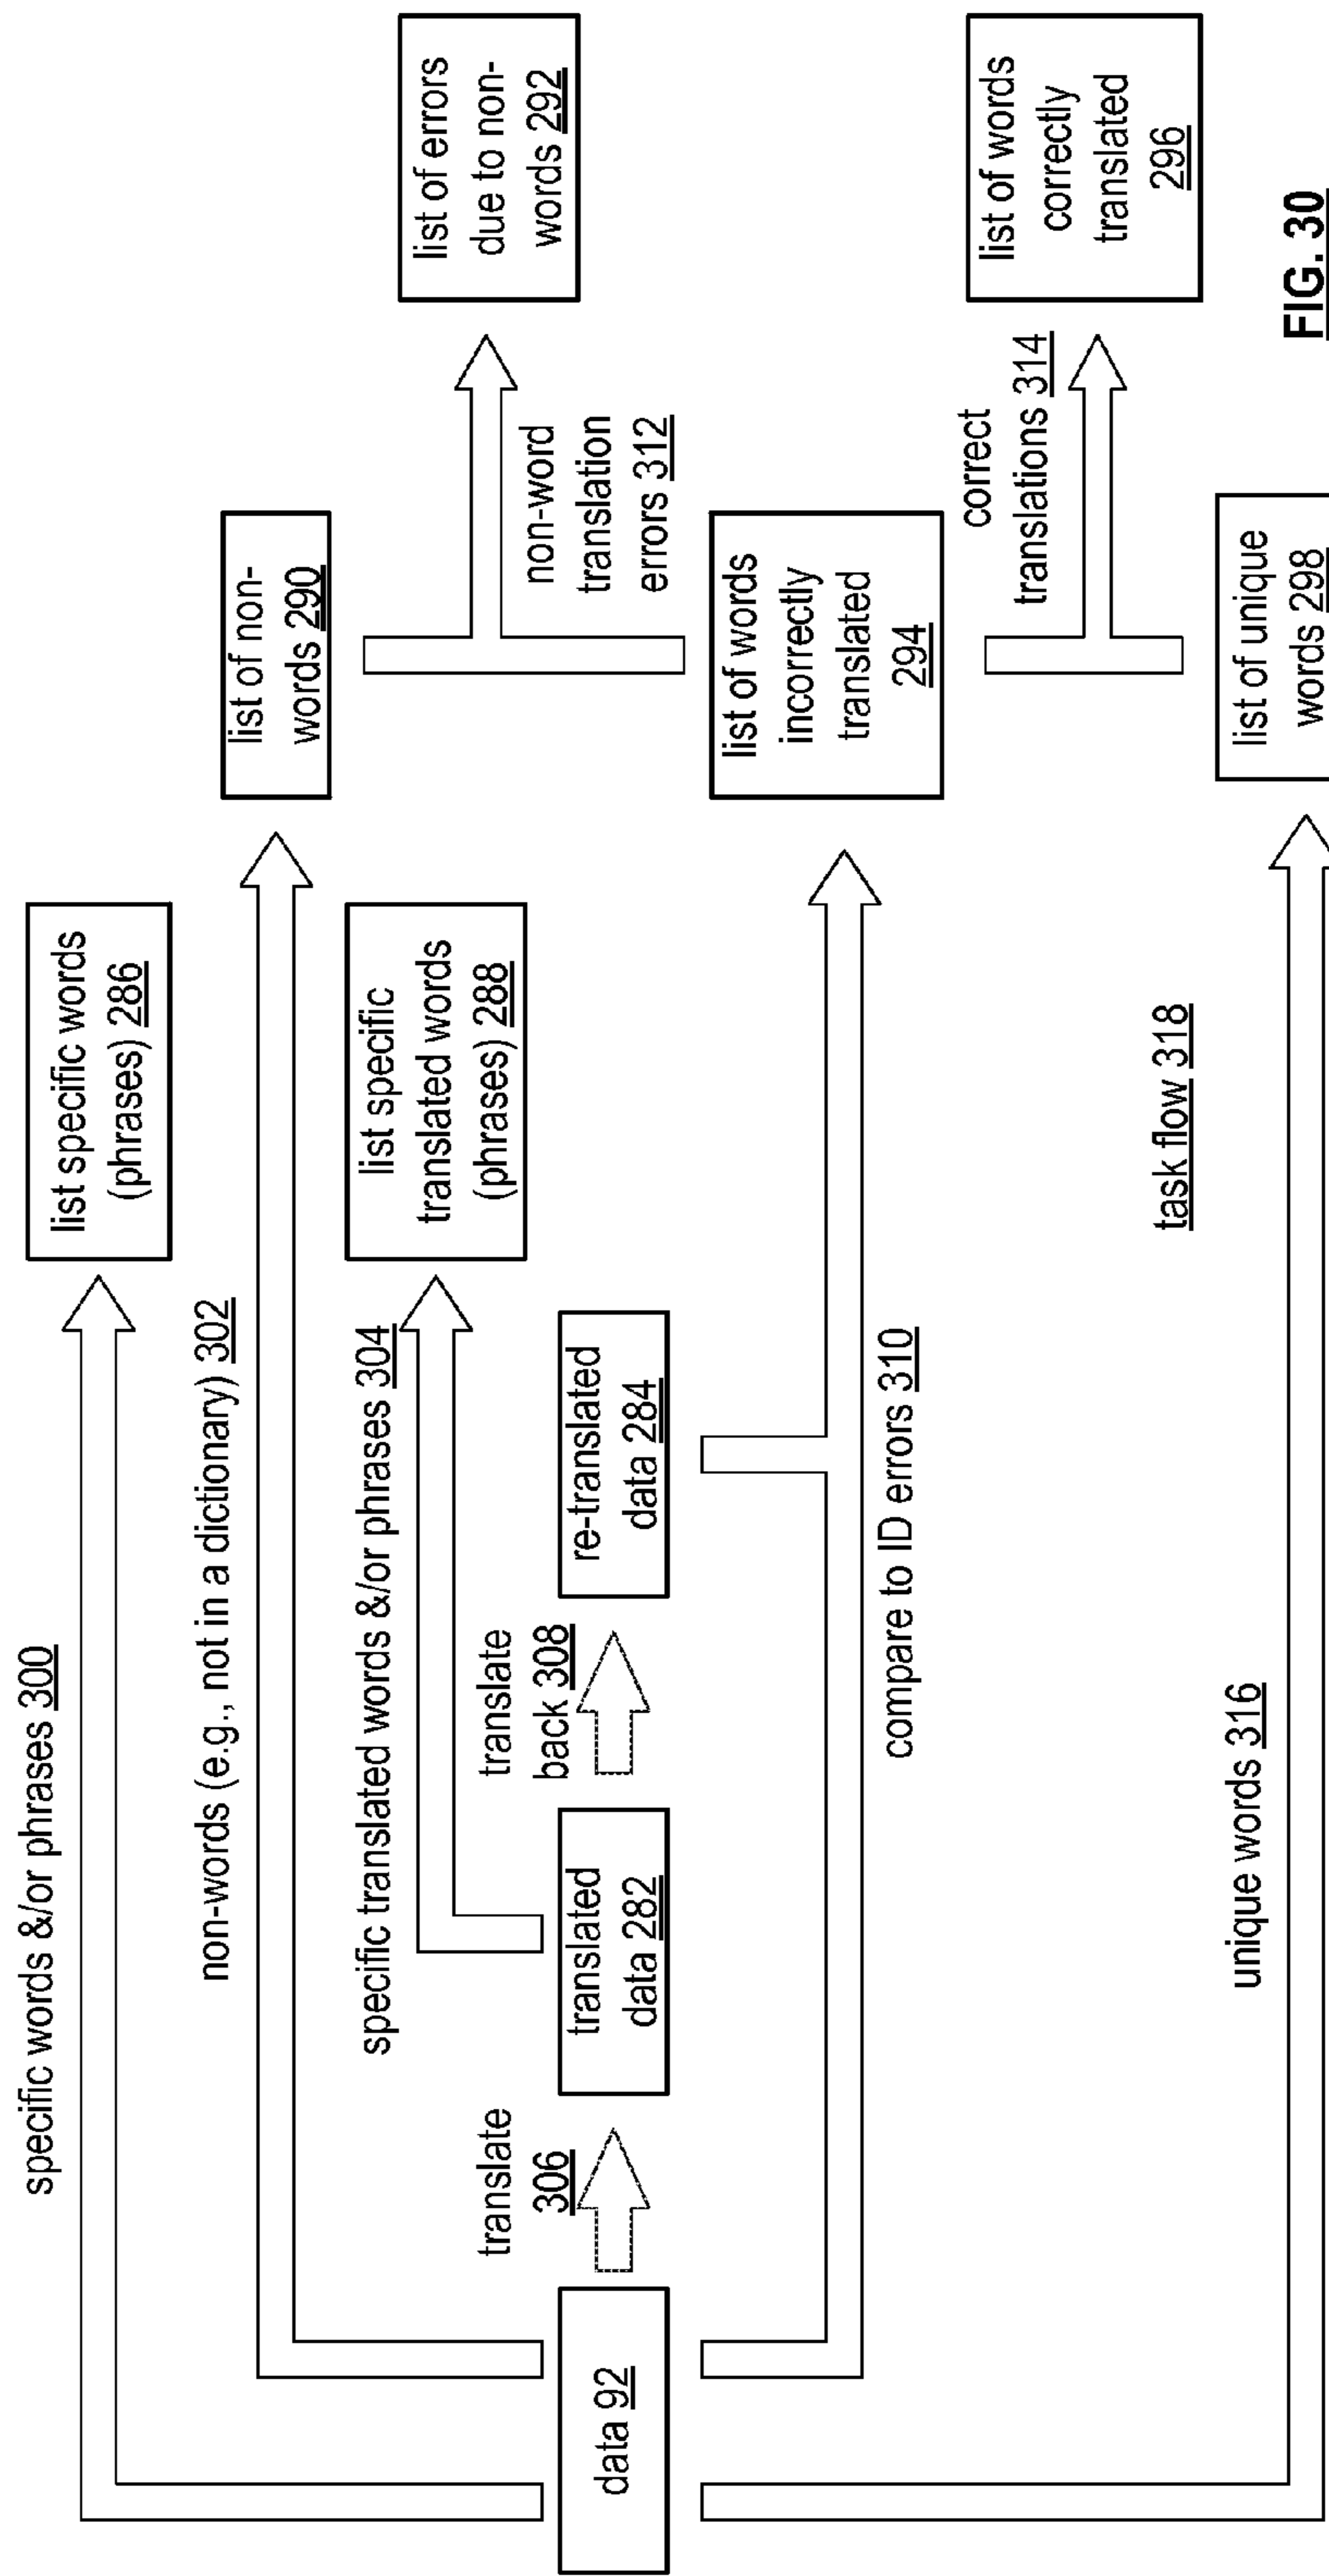 specific words &/or phrases 300
list specific words
(phrases) 286
non-words (e.g., not in a dictionary) 302
list of non-
words 290
specific translated words &/or phrases 304
list specific
translated words
(phrases) 288
list of errors
due to non-
words 292
non-word
translation
errors 312
data 92
translate
306
translated
data 282
translate
back 308
re-translated
data 284
compare to ID errors 310
list of words
incorrectly
translated
294
correct
translations 314
list of words
correctly
translated
296
task flow 318
unique words 316
list of unique
words 298
FIG. 30